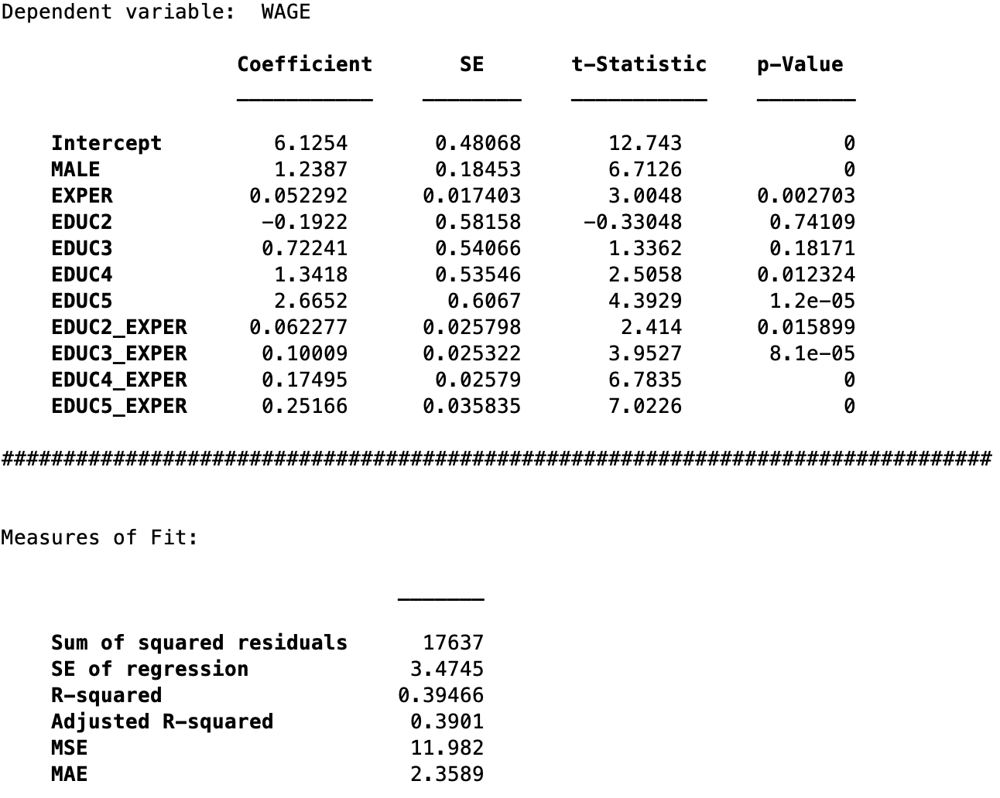 Dependent variable:  WAGE
Coefficient SE t-Statistic p-Value
Intercept 6.1254 0.48068 12.743 0
MALE 1.2387 0.18453 6.7126 0
EXPER 0.052292 0.017403 3.0048 0.002703
EDUC2 -0.1922 0.58158 -0.33048 0.74109
EDUC3 0.72241 0.54066 1.3362 0.18171
EDUC4 1.3418 0.53546 2.5058 0.012324
EDUC5 2.6652 0.6067 4.3929 1.2e-05
EDUC2_EXPER 0.062277 0.025798 2.414 0.015899
EDUC3_EXPER 0.10009 0.025322 3.9527 8.1e-05
EDUC4_EXPER 0.17495 0.02579 6.7835 0
EDUC5_EXPER 0.25166 0.035835 7.0226 0
################################################################################
Measures of Fit:
Sum of squared residuals 17637
SE of regression 3.4745
R-squared 0.39466
Adjusted R-squared 0.3901
MSE 11.982
MAE 2.3589